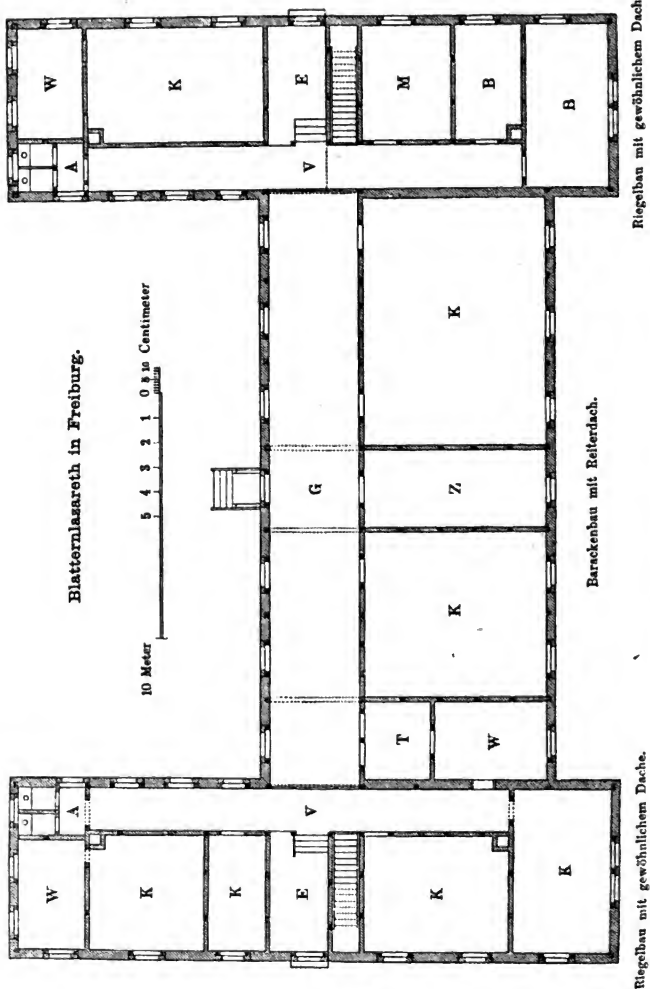 Blatternlazareth in Freiburg.
10 Meter 5 4 3 2 1 0 5 10 Centimeter
W
A
K
K
E
V
K
K
G
T
W
K
Z
K
A
W
K
V
E
M
B
B
Riegelbau mit gewöhnlichem Dache.
Barackenbau mit Reiterdach.
Riegelbau mit gewöhnlichem Dache